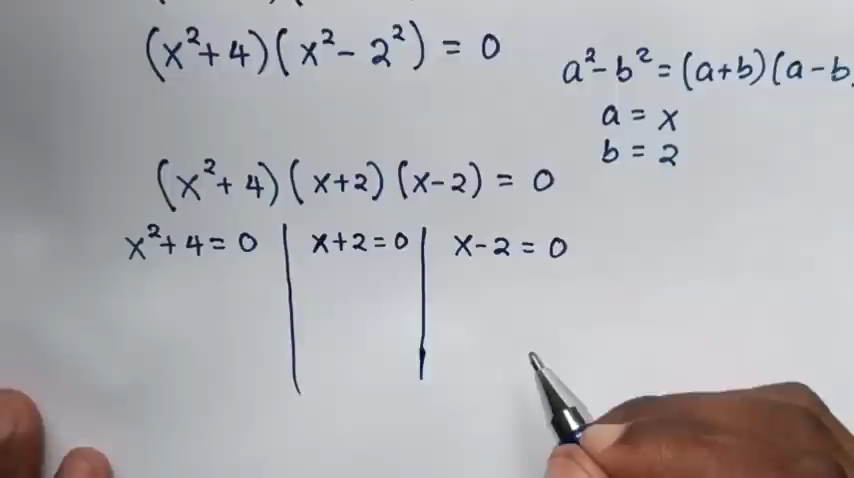 (x²+4)(x²-2²) = 0
a²-b² = (a+b)(a-b
a = x
b = 2
(x²+4)(x+2)(x-2) = 0
x²+4=0 | x+2=0 | x-2=0